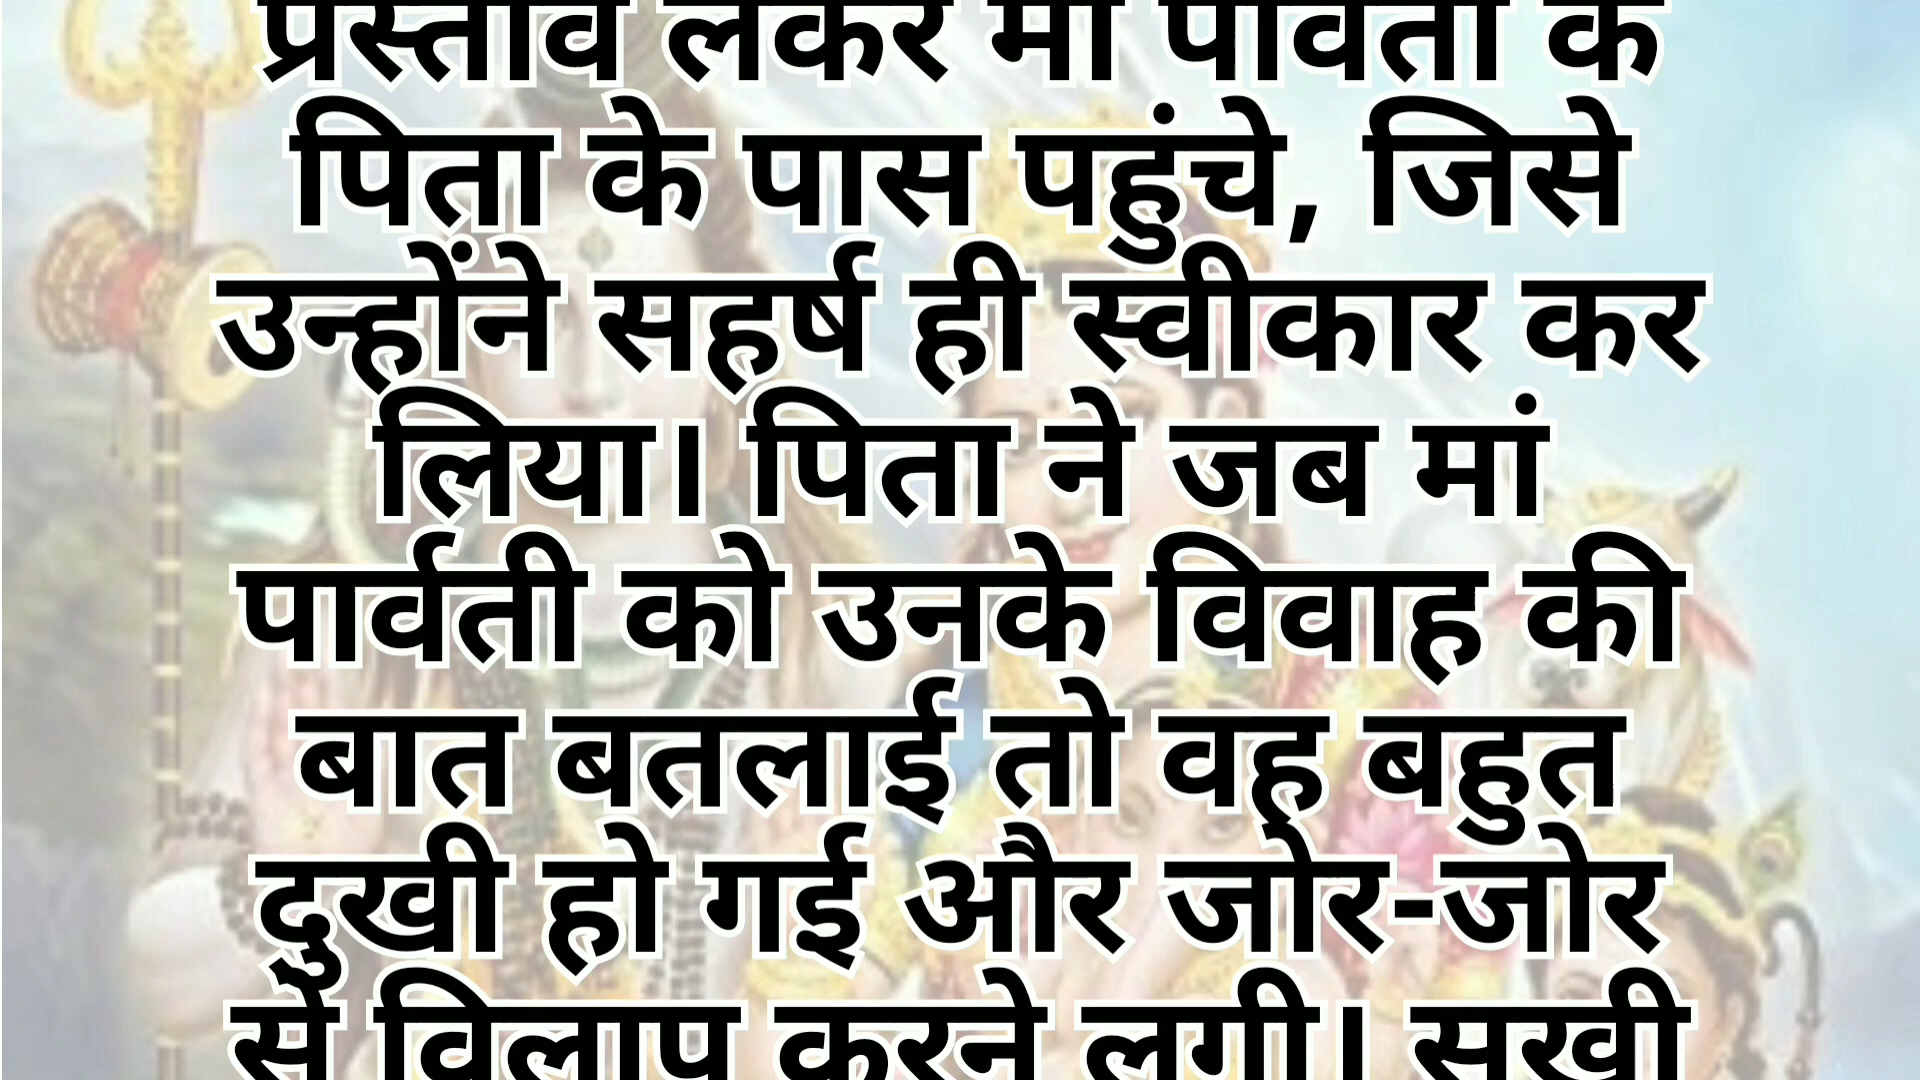 प्रस्ताव लेकर मां पार्वती के
पिता के पास पहुंचे, जिसे
उन्होंने सहर्ष ही स्वीकार कर
लिया। पिता ने जब मां
पार्वती को उनके विवाह की
बात बतलाई तो वह बहुत
दुखी हो गई और जोर-जोर
से विलाप करने लगी। सखी